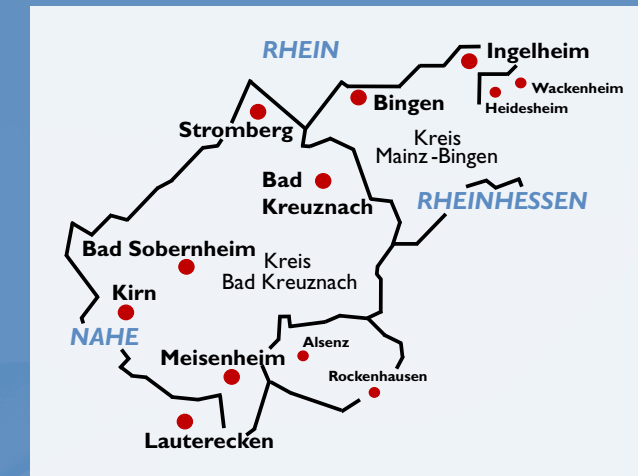 RHEIN
Ingelheim
Wackenheim
Heidesheim
Bingen
Stromberg
Kreis
Mainz-Bingen
Bad
Kreuznach
RHEINHESSEN
Bad Sobernheim
Kreis
Bad Kreuznach
Kirn
NAHE
Alsenz
Meisenheim
Rockenhausen
Lauterecken